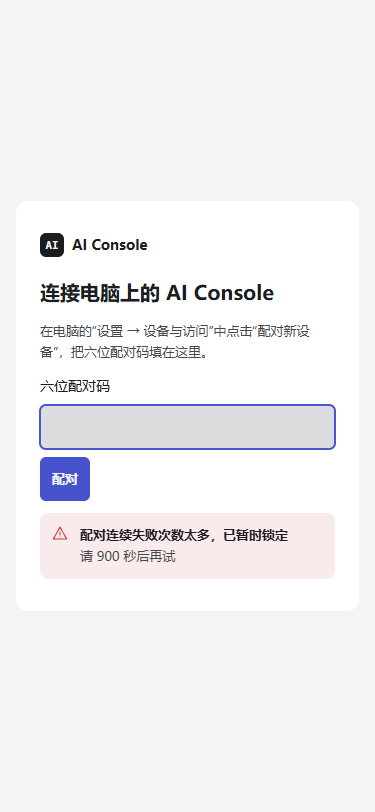 AI AI Console
连接电脑上的 AI Console
在电脑的“设置 → 设备与访问”中点击“配对新设
备”，把六位配对码填在这里。
六位配对码
配对
配对连续失败次数太多，已暂时锁定
请 900 秒后再试